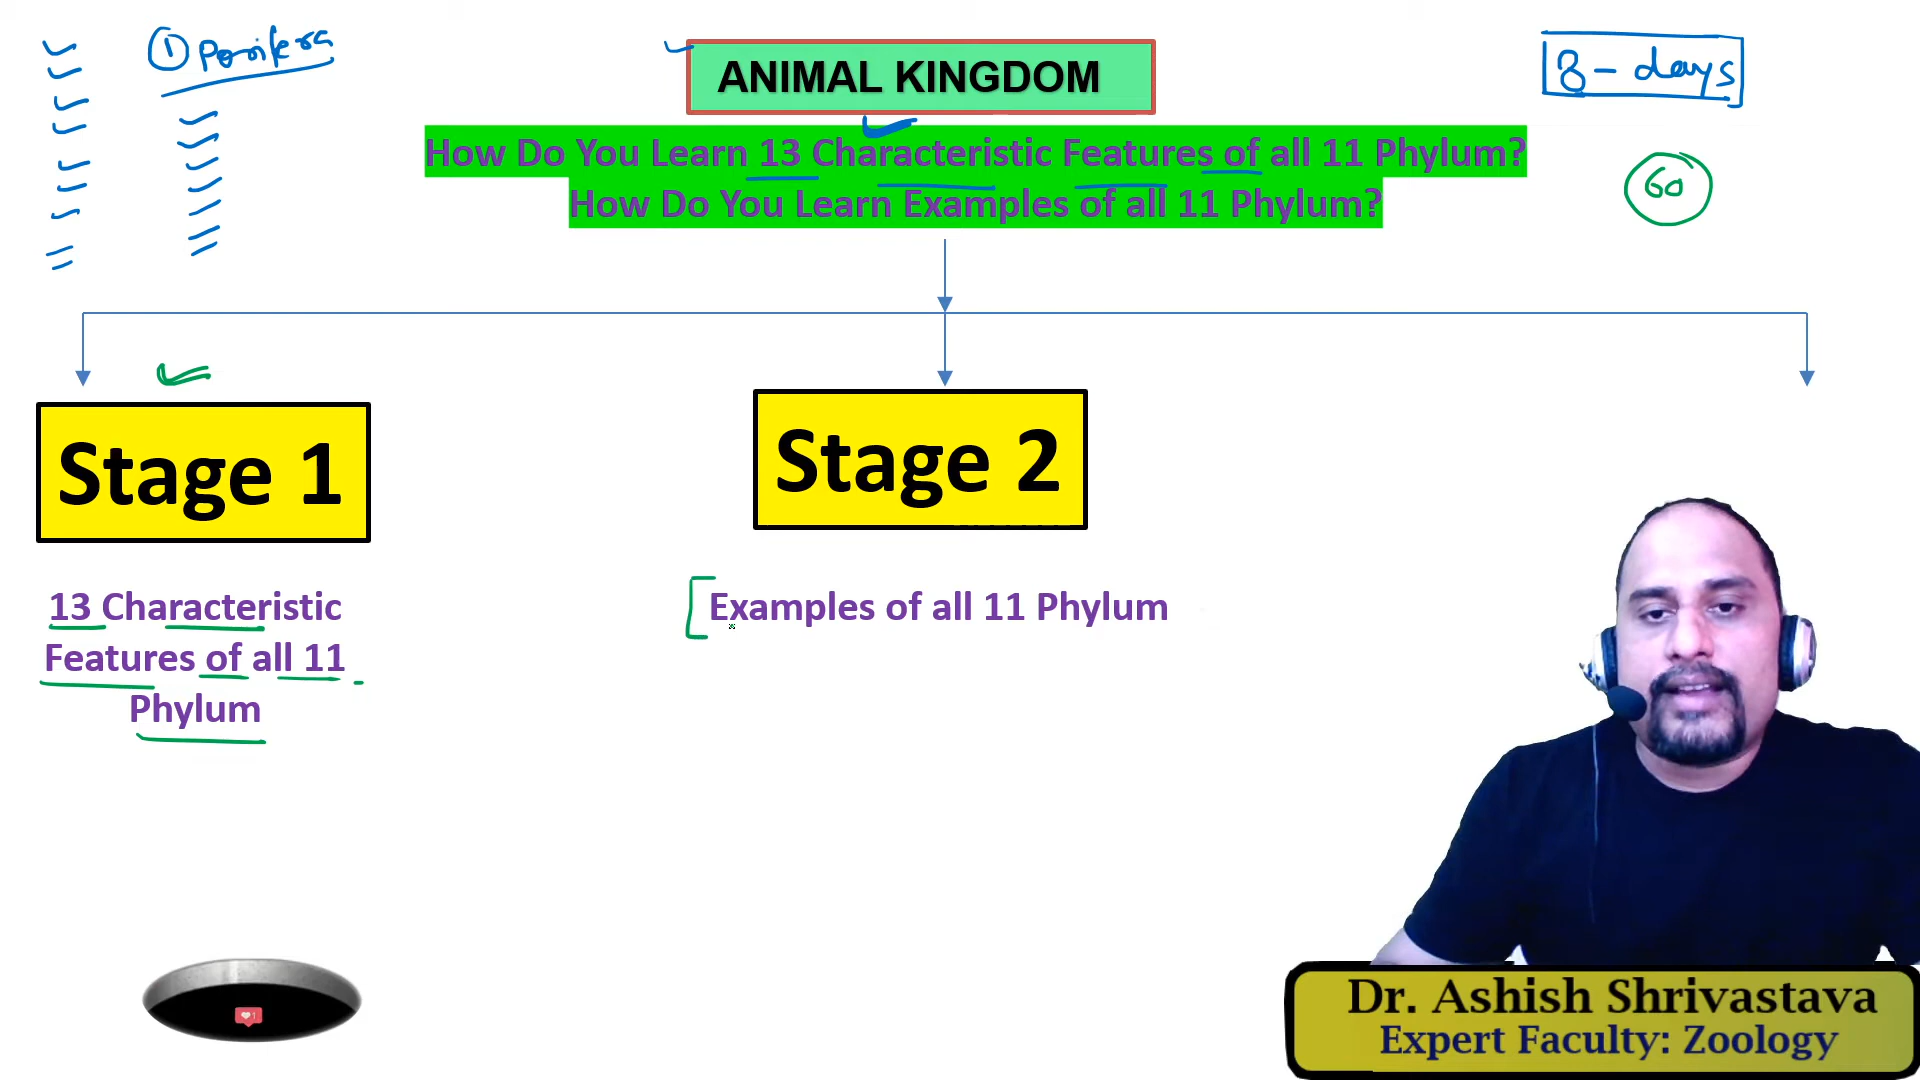 ① Porifera
ANIMAL KINGDOM
8 - days
How Do You Learn 13 Characteristic Features of all 11 Phylum?
How Do You Learn Examples of all 11 Phylum?
60
Stage 1
Stage 2
13 Characteristic
Features of all 11
Phylum
Examples of all 11 Phylum
1
Dr. Ashish Shrivastava
Expert Faculty: Zoology